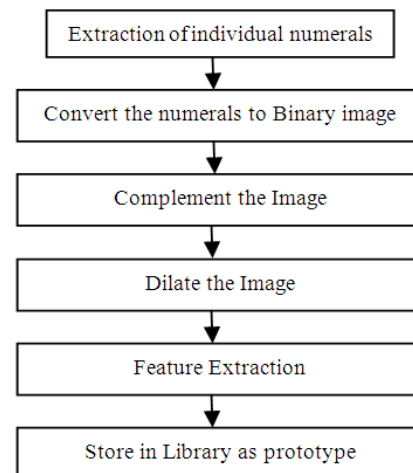 Extraction of individual numerals
Convert the numerals to Binary image
Complement the Image
Dilate the Image
Feature Extraction
Store in Library as prototype